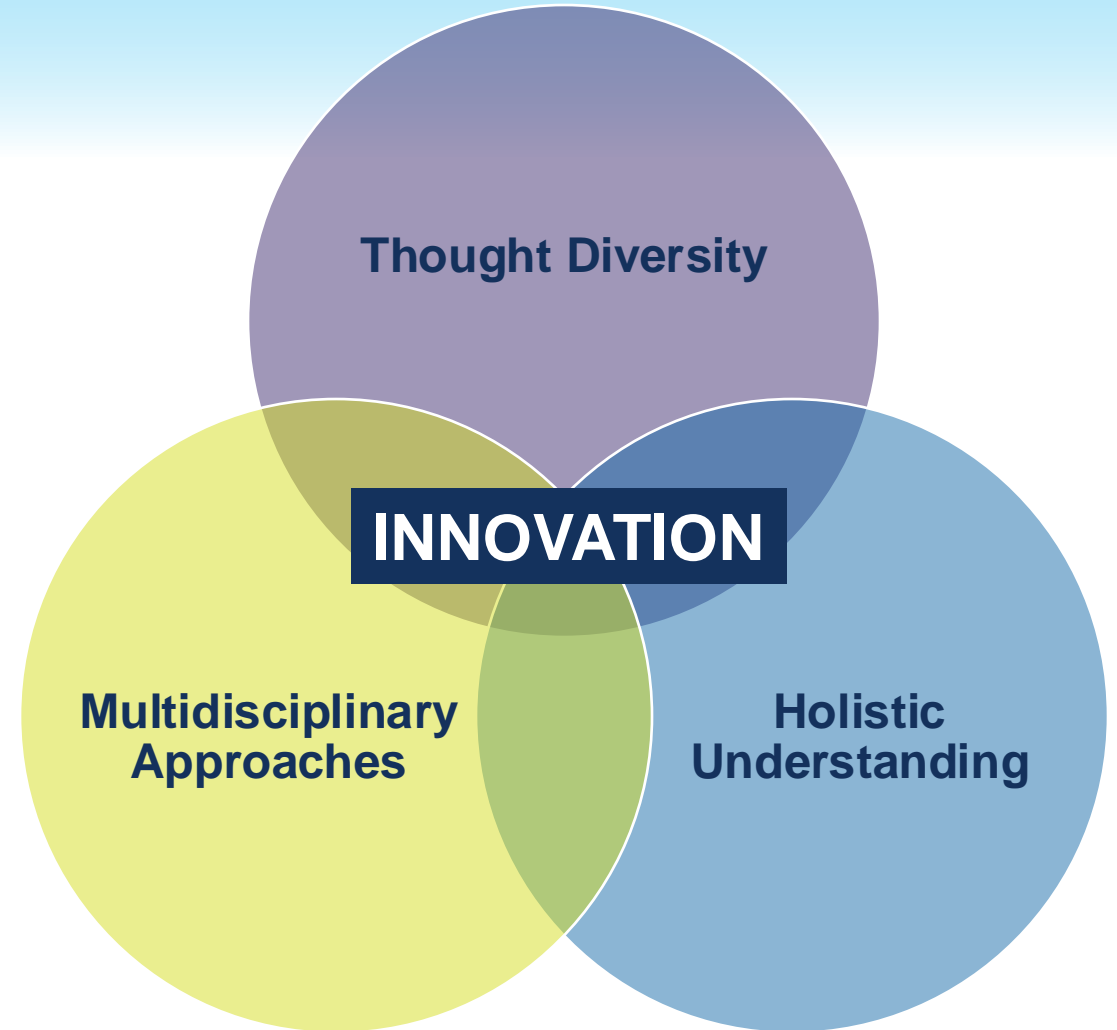 Thought Diversity
INNOVATION
Multidisciplinary
Approaches
Holistic
Understanding